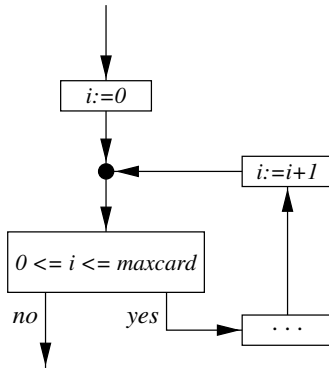 i:=0
i:=i+1
0 <= i <= maxcard
no
yes
. . .